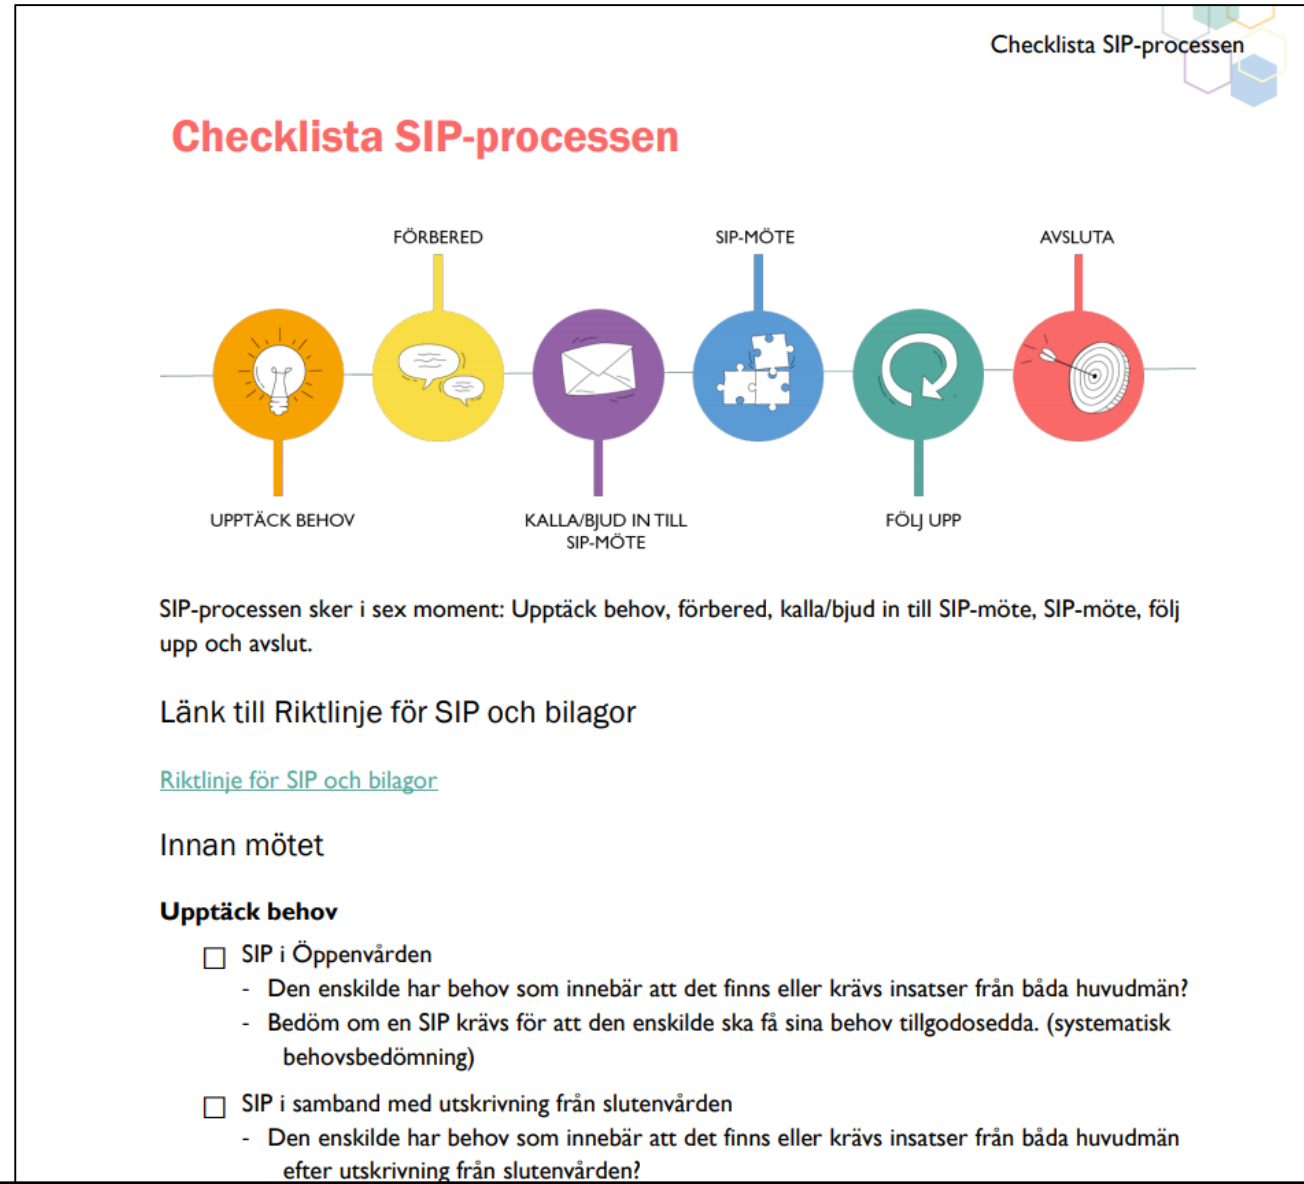 Checklista SIP-processen
Checklista SIP-processen
FÖRBERED
SIP-MÖTE
AVSLUTA
UPPTÄCK BEHOV
KALLA/BJUD IN TILL
SIP-MÖTE
FÖLJ UPP
SIP-processen sker i sex moment: Upptäck behov, förbered, kalla/bjud in till SIP-möte, SIP-möte, följ
upp och avslut.
Länk till Riktlinje för SIP och bilagor
Riktlinje för SIP och bilagor
Innan mötet
Upptäck behov
☐ SIP i Öppenvården
- Den enskilde har behov som innebär att det finns eller krävs insatser från båda huvudmän?
- Bedöm om en SIP krävs för att den enskilde ska få sina behov tillgodosedda. (systematisk
behovsbedömning)
☐ SIP i samband med utskrivning från slutenvården
- Den enskilde har behov som innebär att det finns eller krävs insatser från båda huvudmän
efter utskrivning från slutenvården?